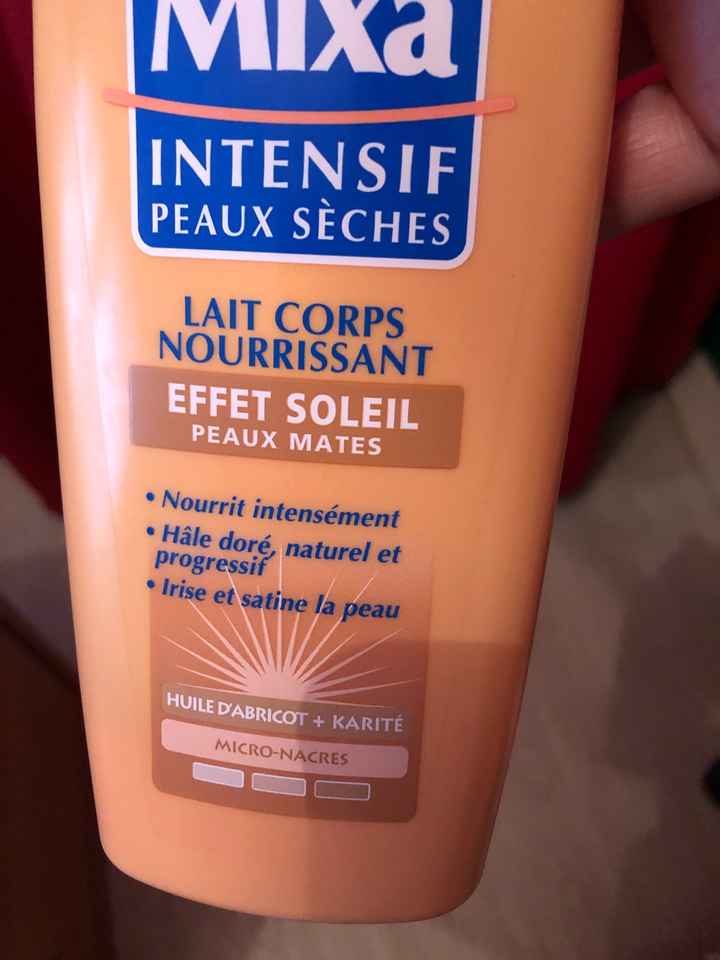 Mixa
INTENSIF
PEAUX SÈCHES
LAIT CORPS
NOURRISSANT
EFFET SOLEIL
PEAUX MATES
• Nourrit intensément
• Hâle doré, naturel et
progressif
• Irise et satine la peau
HUILE D'ABRICOT + KARITÉ
MICRO-NACRES